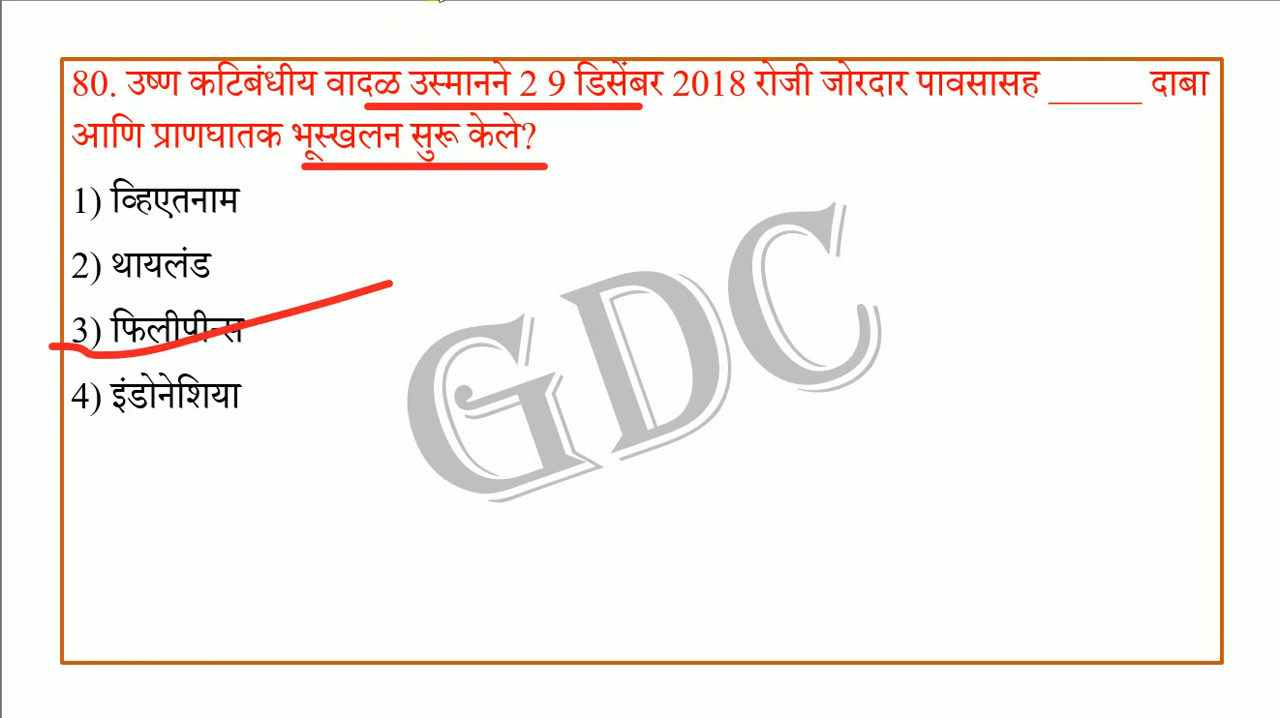 80. उष्ण कटिबंधीय वादळ उस्मानने 2 9 डिसेंबर 2018 रोजी जोरदार पावसासह ______ दाबा
आणि प्राणघातक भूस्खलन सुरू केले?
1) व्हिएतनाम
2) थायलंड
3) फिलीपीन्स
4) इंडोनेशिया
GDC